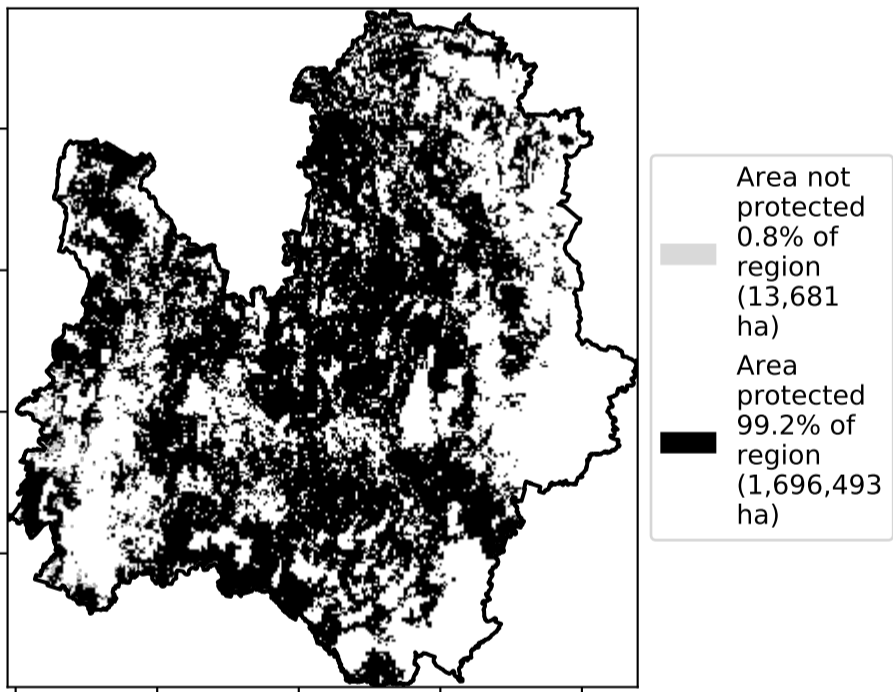 Area not
protected
0.8% of
region
(13,681
ha)
Area
protected
99.2% of
region
(1,696,493
ha)